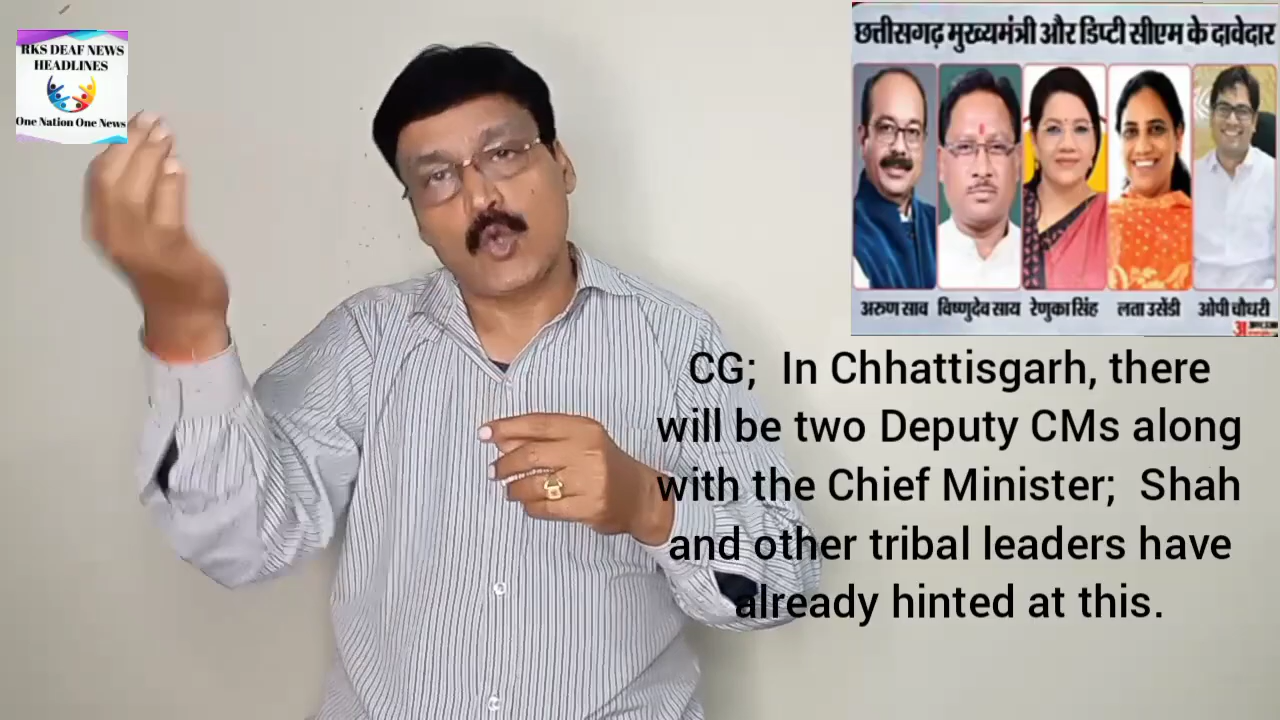 RKS DEAF NEWS
HEADLINES
One Nation One News
छत्तीसगढ़ मुख्यमंत्री और डिप्टी सीएम के दावेदार
अरुण साव विष्णुदेव साय रेणुका सिंह लता उसेंडी ओपी चौधरी
CG; In Chhattisgarh, there
will be two Deputy CMs along
with the Chief Minister; Shah
and other tribal leaders have
already hinted at this.